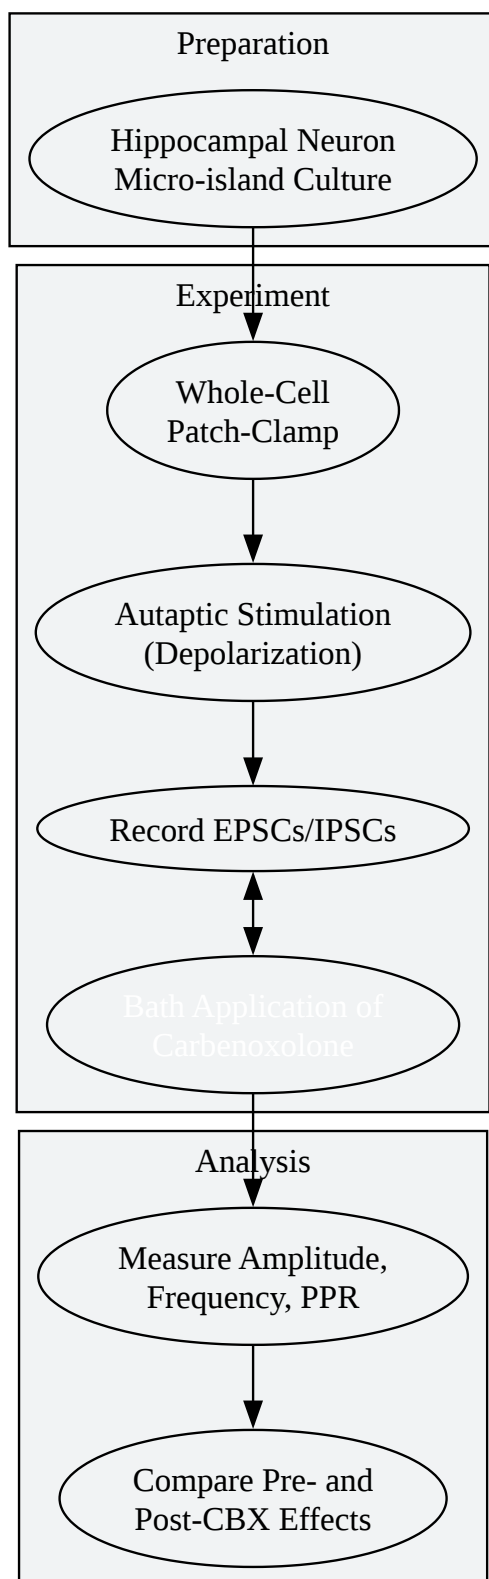 Preparation
Hippocampal Neuron
Micro-island Culture
Experiment
Whole-Cell
Patch-Clamp
Autaptic Stimulation
(Depolarization)
Record EPSCs/IPSCs
Bath Application of
Carbenoxolone
Analysis
Measure Amplitude,
Frequency, PPR
Compare Pre- and
Post-CBX Effects